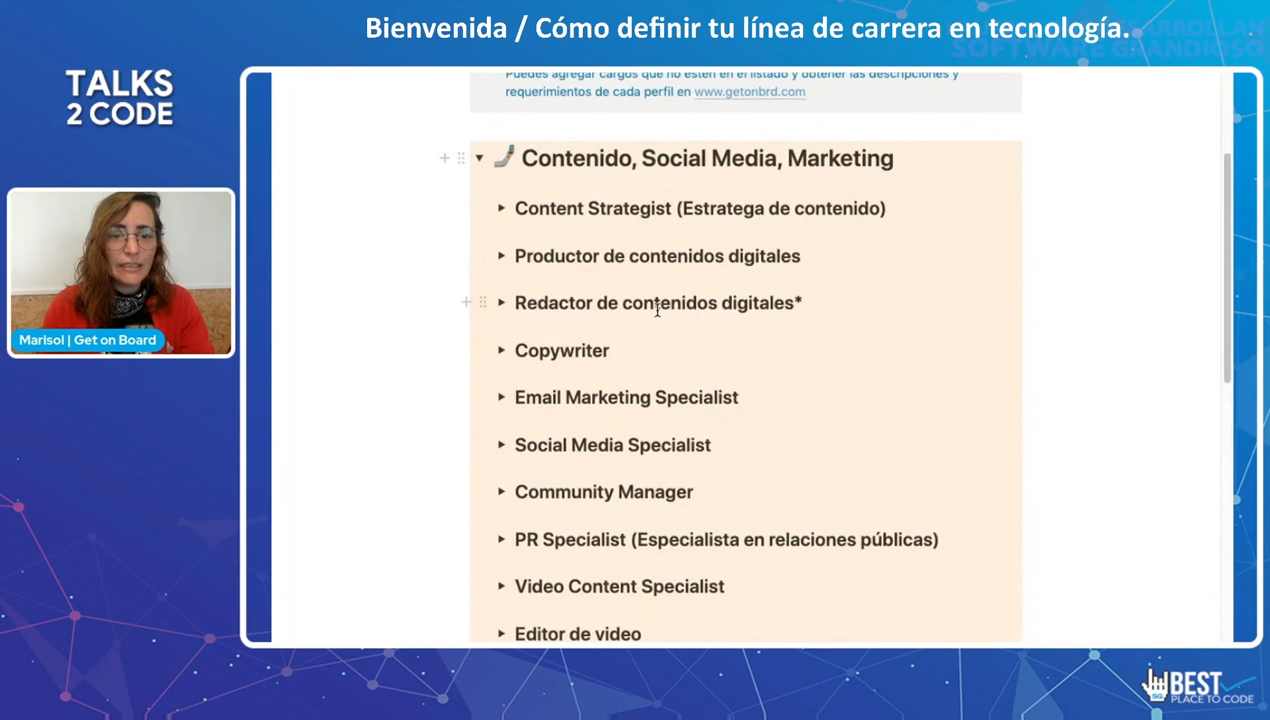 Bienvenida / Cómo definir tu línea de carrera en tecnología.
SOFTWARE GRANDIOSO
TALKS
2 CODE
Puedes agregar cargos que no estén en el listado y obtener las descripciones y
requerimientos de cada perfil en www.getonbrd.com
Contenido, Social Media, Marketing
Content Strategist (Estratega de contenido)
Productor de contenidos digitales
Redactor de contenidos digitales*
Copywriter
Email Marketing Specialist
Social Media Specialist
Community Manager
PR Specialist (Especialista en relaciones públicas)
Video Content Specialist
Editor de video
Marisol | Get on Board
SG
BEST
PLACE TO CODE